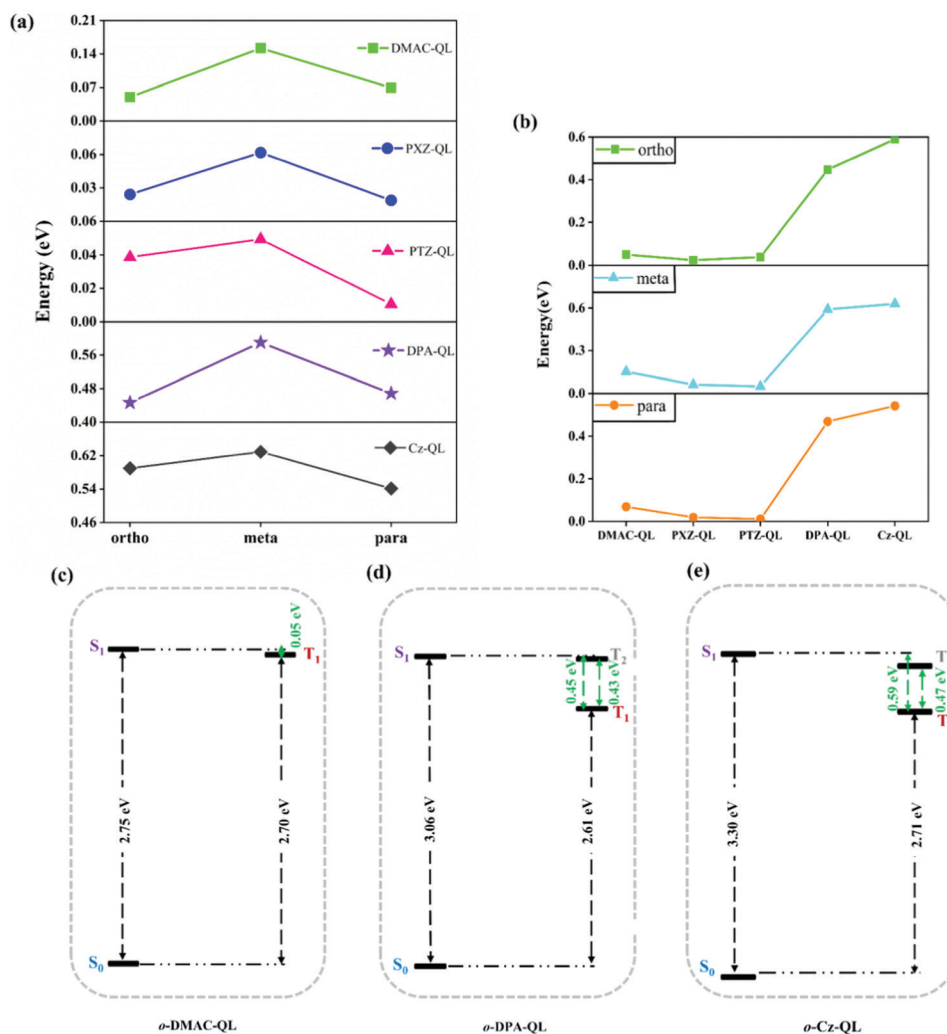 (a)
0.21
0.14
0.07
0.00
DMAC-QL
0.06
0.03
PXZ-QL
0.06
0.04
0.02
0.00
PTZ-QL
0.56
0.48
0.40
DPA-QL
0.62
0.54
0.46
Cz-QL
Energy (eV)
ortho meta para
(b)
0.6
0.4
0.2
0.0
ortho
0.6
0.3
0.0
meta
0.4
0.2
0.0
para
Energy(eV)
DMAC-QL PXZ-QL PTZ-QL DPA-QL Cz-QL
(c)
S1
T1
0.05 eV
2.75 eV
2.70 eV
S0
o-DMAC-QL
(d)
S1
T2
0.45 eV
0.43 eV
T1
3.06 eV
2.61 eV
S0
o-DPA-QL
(e)
S1
T
0.59 eV
0.47 eV
T
3.30 eV
2.71 eV
S0
o-Cz-QL